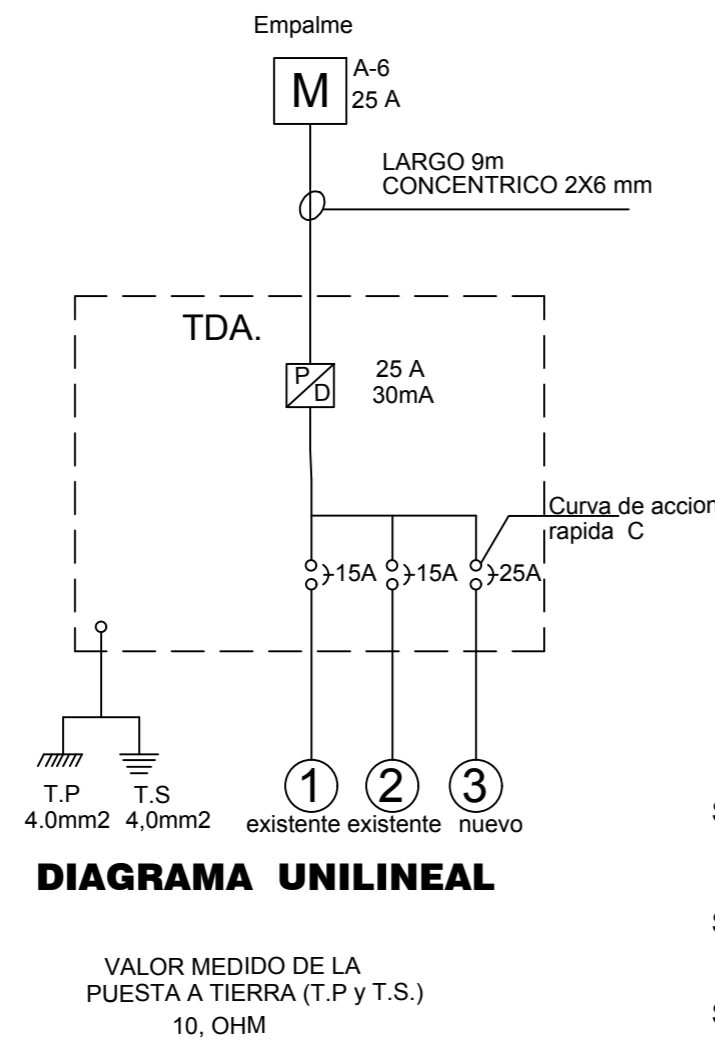 Empalme
M
A-6
25 A
LARGO 9m
CONCENTRICO 2X6 mm
TDA.
P
D
25 A
30mA
Curva de accion
rapida C
15A
15A
25A
T.P
4.0mm2
T.S
4,0mm2
1
2
3
existente
existente
nuevo
DIAGRAMA UNILINEAL
VALOR MEDIDO DE LA
PUESTA A TIERRA (T.P y T.S.)
10, OHM